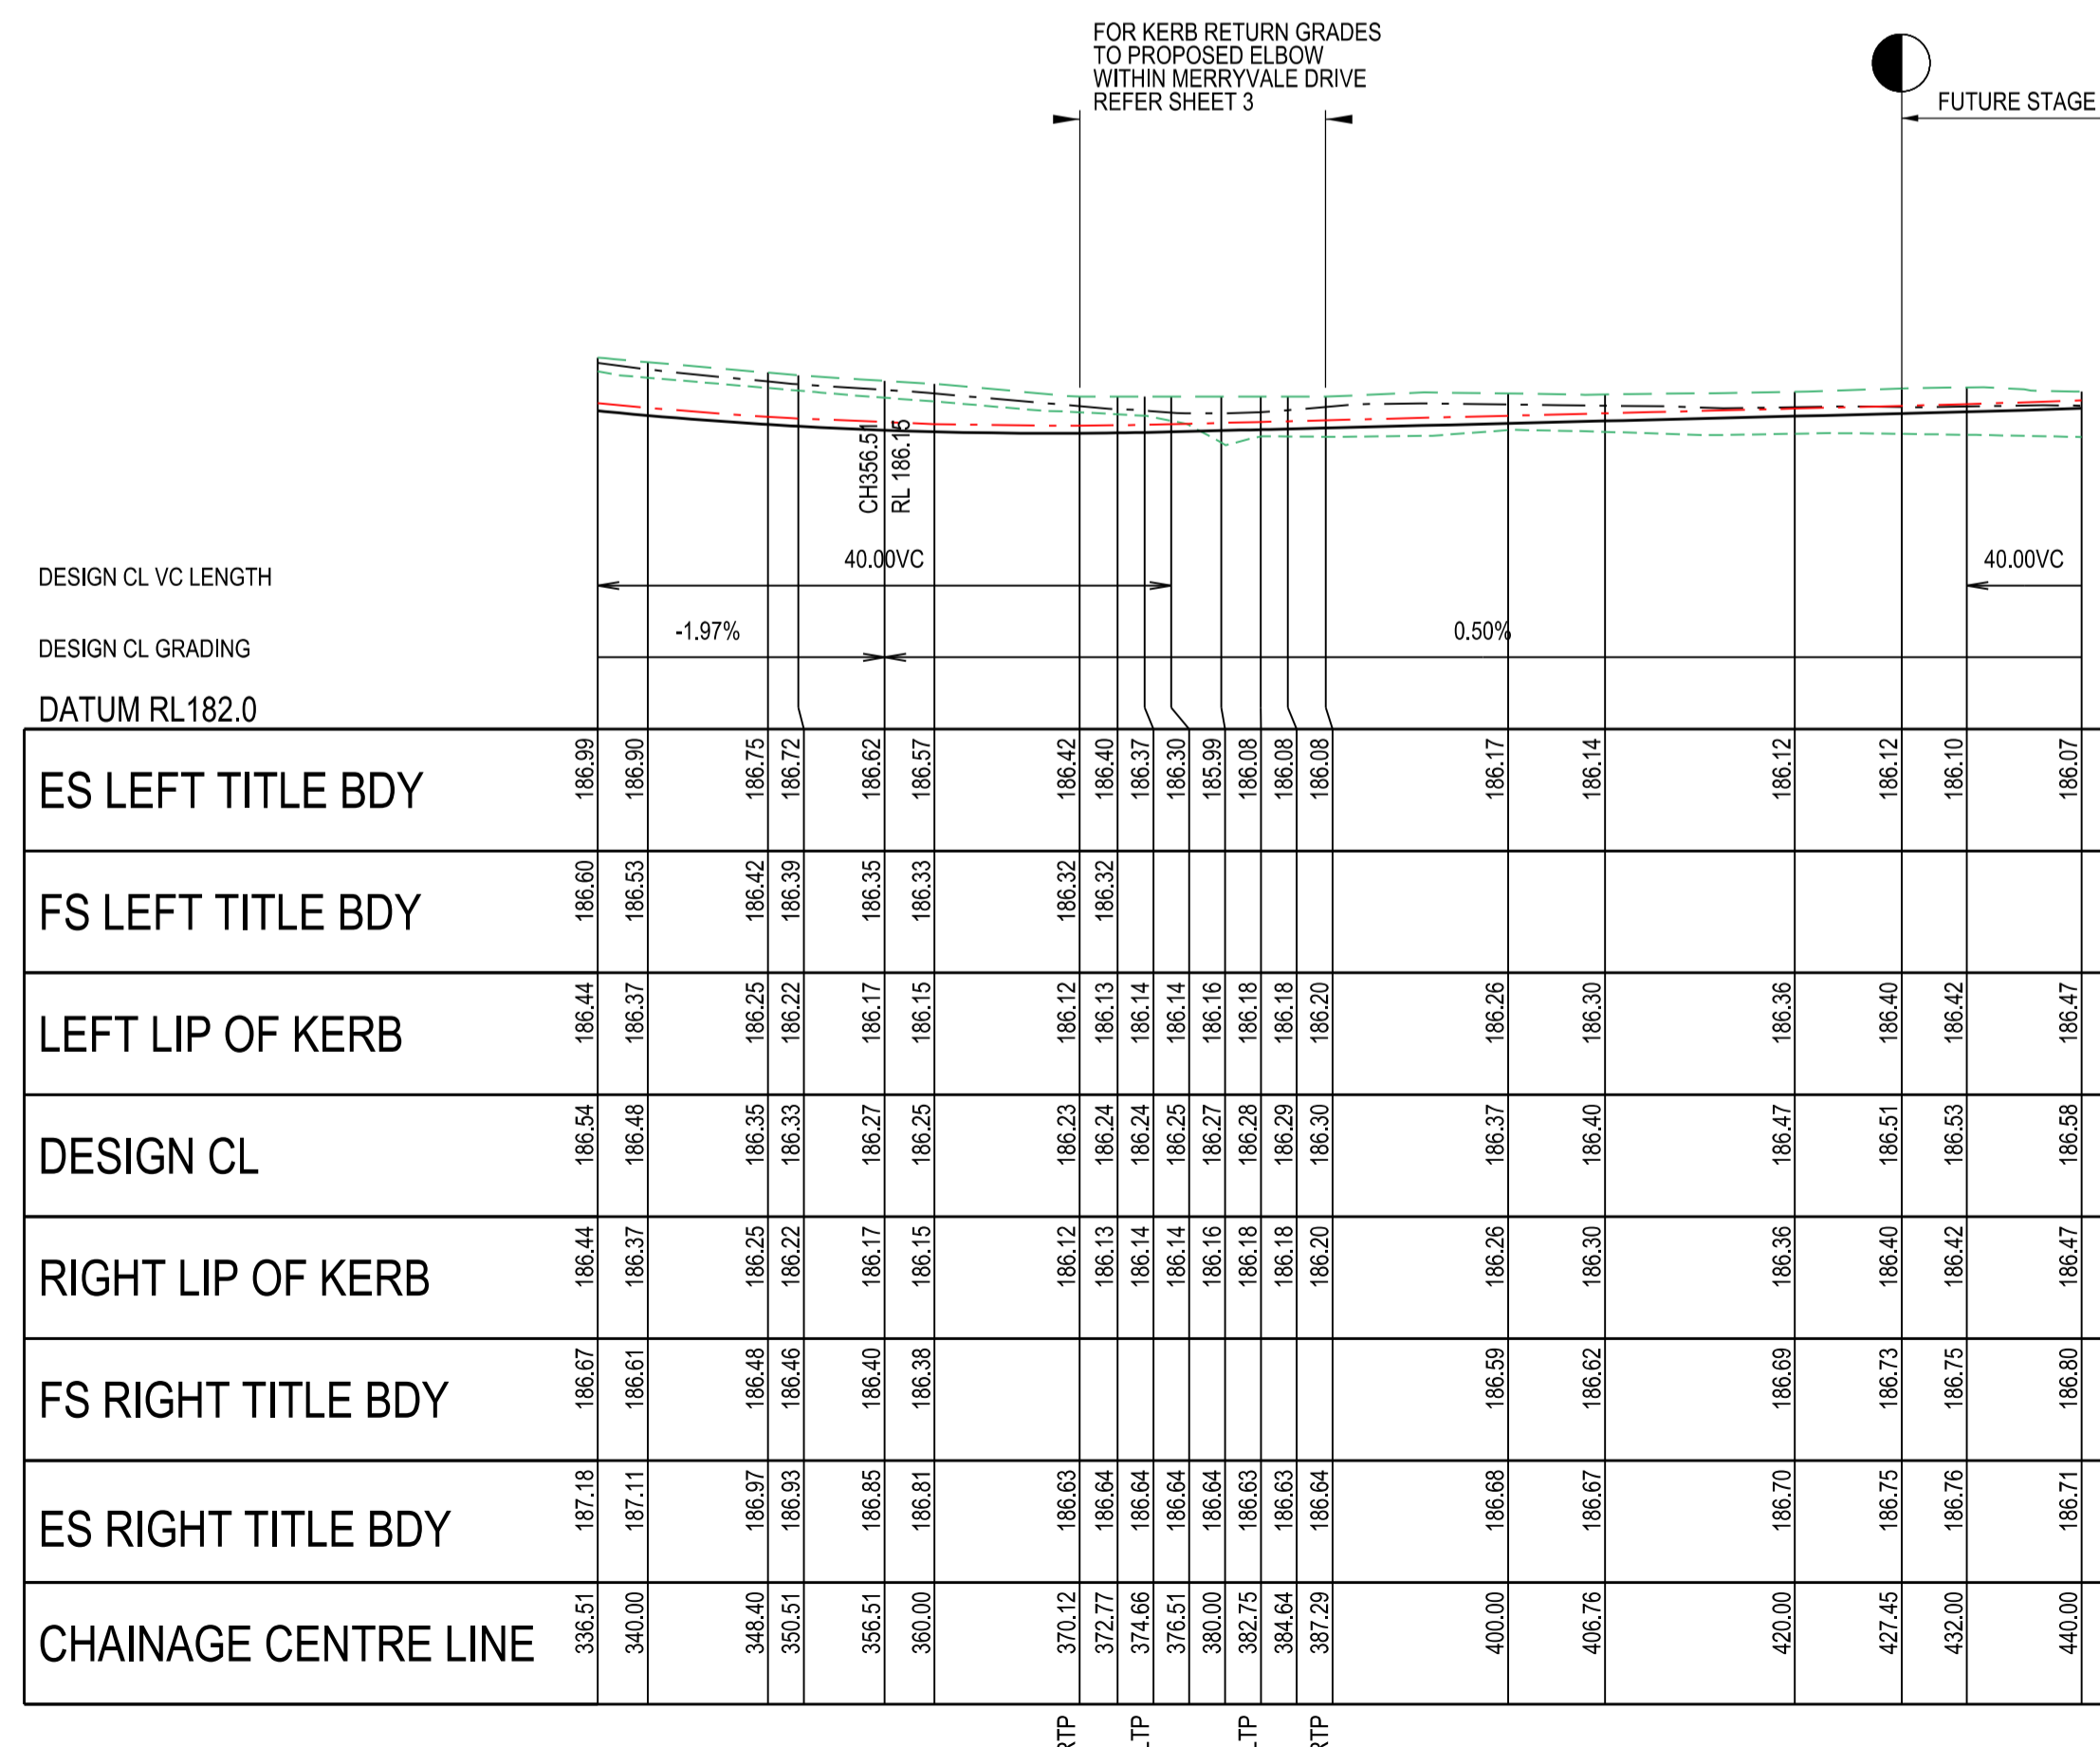 FOR KERB RETURN GRADES
TO PROPOSED ELBOW
WITHIN MERRYVALE DRIVE
REFER SHEET 3
FUTURE STAGE
CH356.51
RL 186.15
DESIGN CL VC LENGTH
40.00VC
40.00VC
DESIGN CL GRADING
-1.97%
0.50%
DATUM RL182.0
ES LEFT TITLE BDY 186.99 186.90 186.75 186.72 186.62 186.57 186.42 186.40 186.37 186.30 185.99 186.08 186.08 186.08 186.17 186.14 186.12 186.12 186.10 186.07
FS LEFT TITLE BDY 186.60 186.53 186.42 186.39 186.35 186.33 186.32 186.32
LEFT LIP OF KERB 186.44 186.37 186.25 186.22 186.17 186.15 186.12 186.13 186.14 186.14 186.16 186.18 186.18 186.20 186.26 186.30 186.36 186.40 186.42 186.47
DESIGN CL 186.54 186.48 186.35 186.33 186.27 186.25 186.23 186.24 186.24 186.25 186.27 186.28 186.29 186.30 186.37 186.40 186.47 186.51 186.53 186.58
RIGHT LIP OF KERB 186.44 186.37 186.25 186.22 186.17 186.15 186.12 186.13 186.14 186.14 186.16 186.18 186.18 186.20 186.26 186.30 186.36 186.40 186.42 186.47
FS RIGHT TITLE BDY 186.67 186.61 186.48 186.46 186.40 186.38 186.59 186.62 186.69 186.73 186.75 186.80
ES RIGHT TITLE BDY 187.18 187.11 186.97 186.93 186.85 186.81 186.63 186.64 186.64 186.64 186.64 186.63 186.63 186.64 186.68 186.67 186.70 186.75 186.76 186.71
CHAINAGE CENTRE LINE 336.51 340.00 348.40 350.51 356.51 360.00 370.12 372.77 374.66 376.51 380.00 382.75 384.64 387.29 400.00 406.76 420.00 427.45 432.00 440.00
RTP
LTP
LTP
RTP